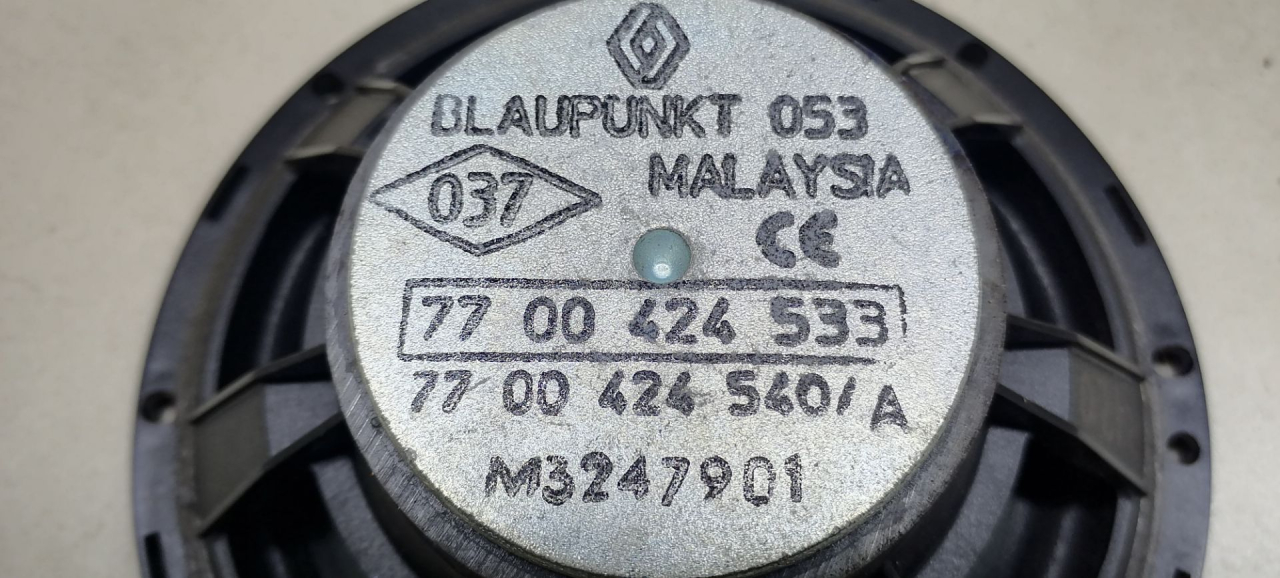 BLAUPUNKT 053
037 MALAYSIA
CE
77 00 424 533
77 00 424 540/A
M3247901